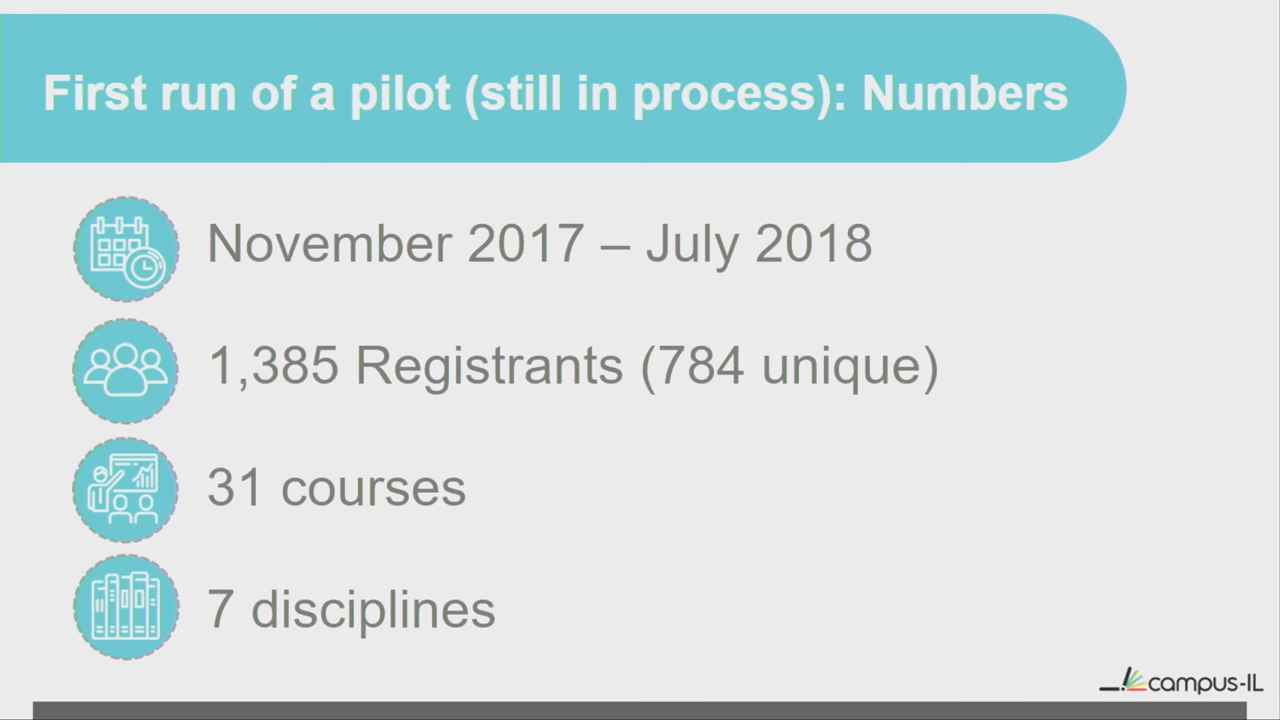 First run of a pilot (still in process): Numbers
November 2017 – July 2018
1,385 Registrants (784 unique)
31 courses
7 disciplines
campus-IL